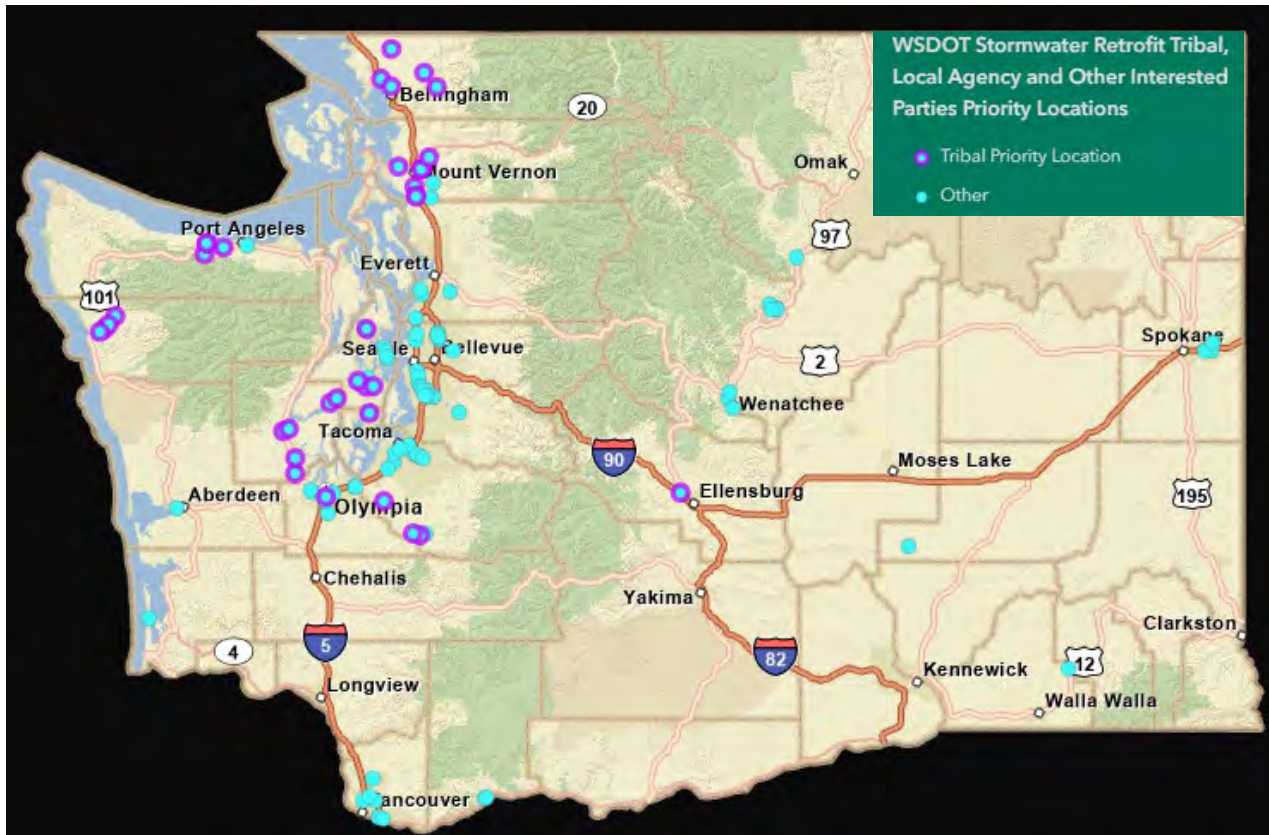 WSDOT Stormwater Retrofit Tribal,
Local Agency and Other Interested
Parties Priority Locations
Tribal Priority Location
Other
Bellingham
20
Mount Vernon
Omak
Port Angeles
97
Everett
101
Seattle
Bellevue
2
Spokane
Wenatchee
Tacoma
90
Moses Lake
Aberdeen
Olympia
Ellensburg
195
Chehalis
Yakima
Clarkston
4
5
82
Kennewick
12
Longview
Walla Walla
Vancouver